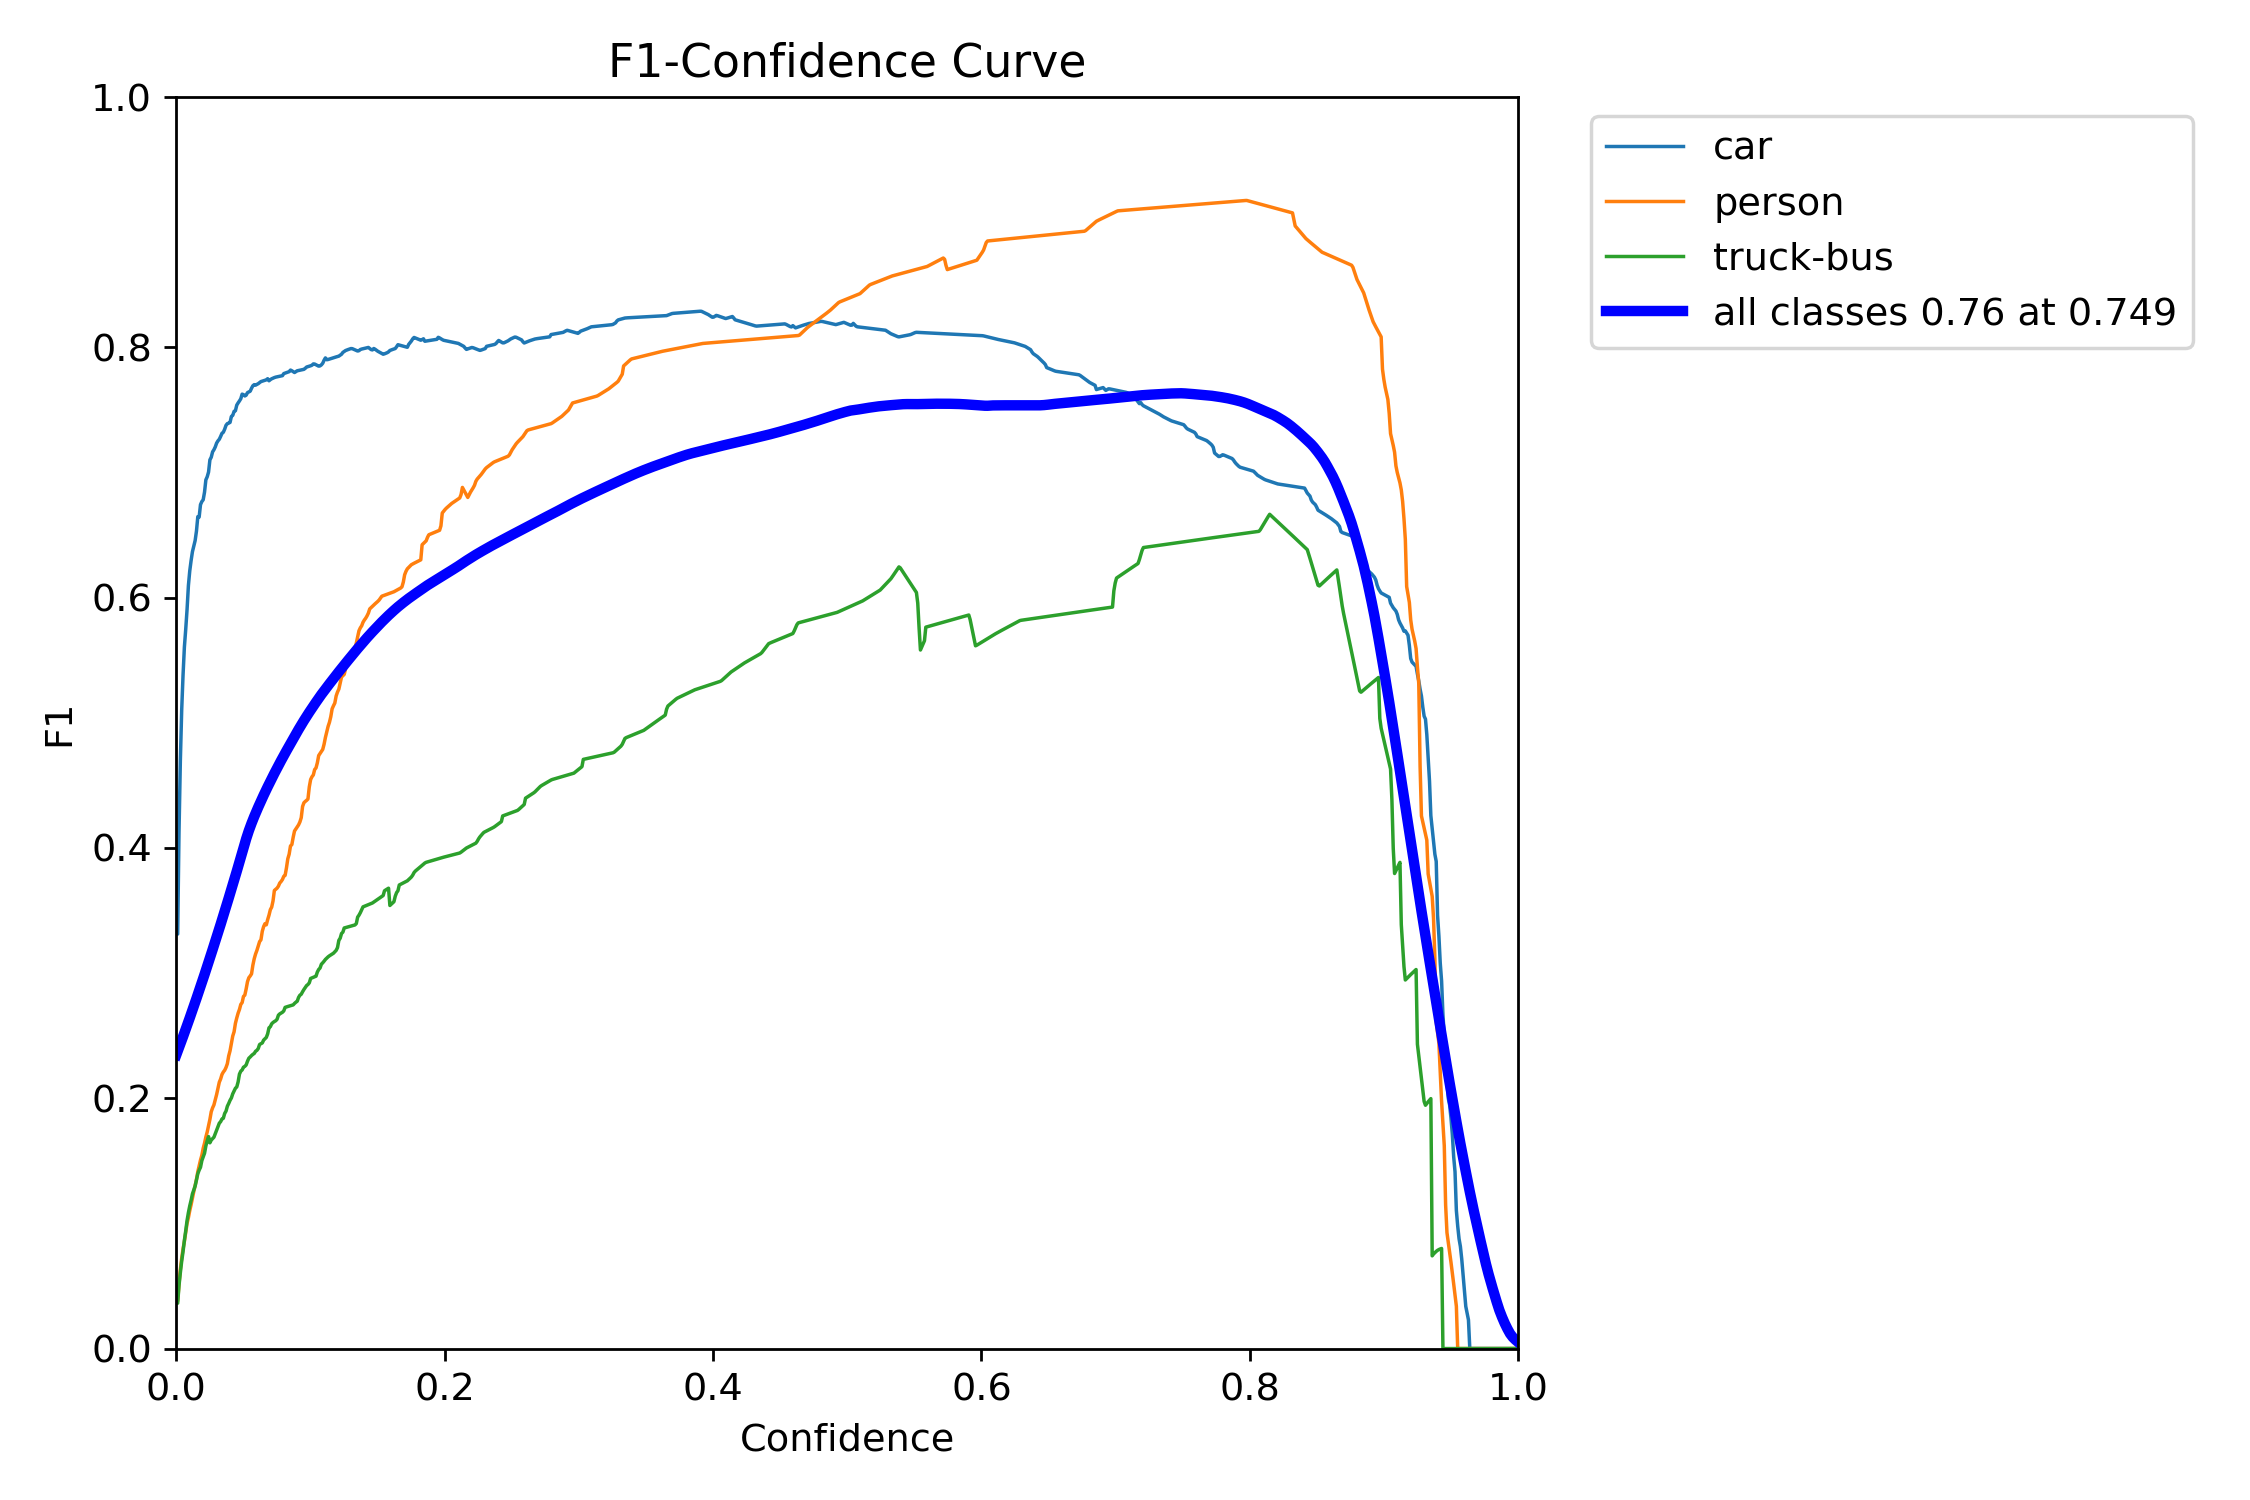 F1-Confidence Curve
1.0
0.8
0.6
0.4
0.2
0.0
F1
0.0 0.2 0.4 0.6 0.8 1.0
Confidence
car
person
truck-bus
all classes 0.76 at 0.749